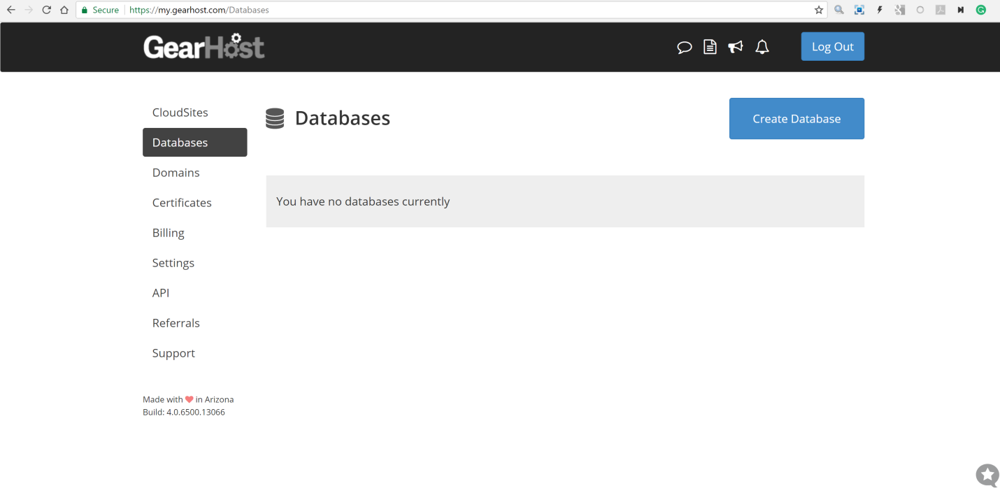 Secure https://my.gearhost.com/Databases
GearHost
Log Out
CloudSites
Databases
Domains
Certificates
Billing
Settings
API
Referrals
Support
Made with ❤ in Arizona
Build: 4.0.6500.13066
Databases
Create Database
You have no databases currently